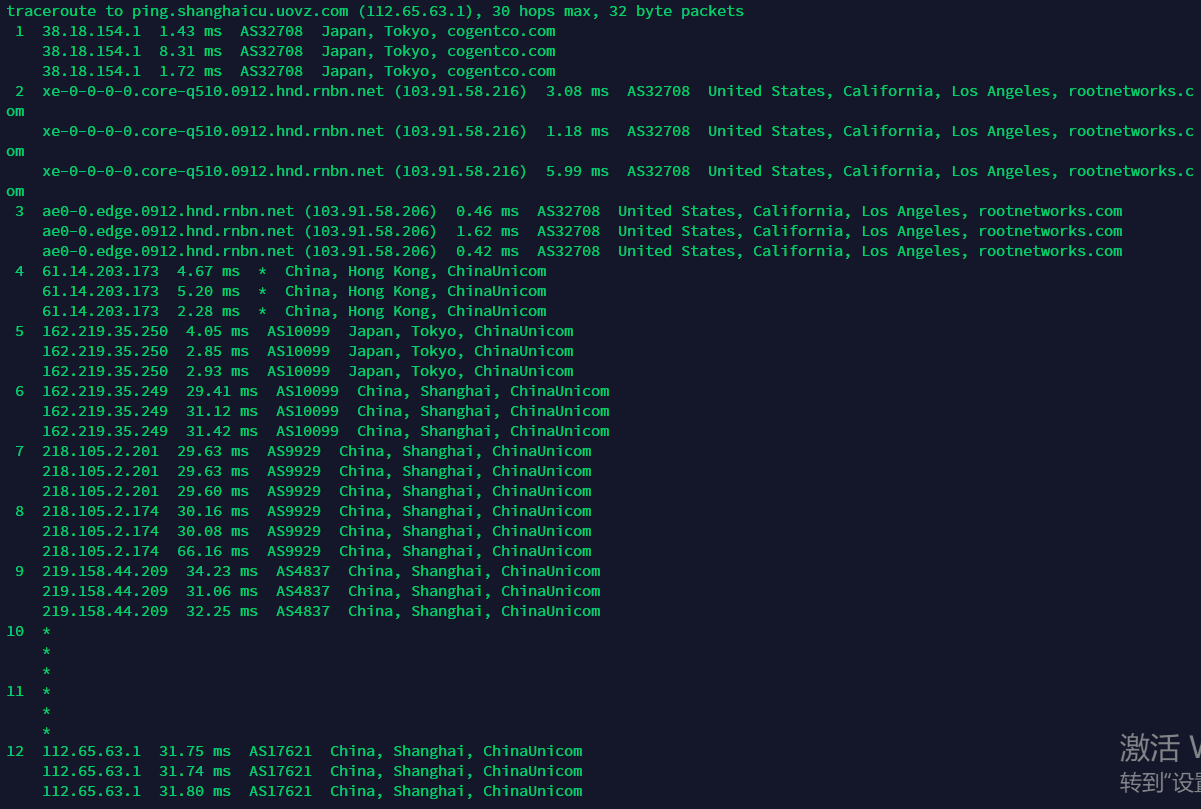 traceroute to ping.shanghaicu.uovz.com (112.65.63.1), 30 hops max, 32 byte packets
1 38.18.154.1 1.43 ms AS32708 Japan, Tokyo, cogentco.com
38.18.154.1 8.31 ms AS32708 Japan, Tokyo, cogentco.com
38.18.154.1 1.72 ms AS32708 Japan, Tokyo, cogentco.com
2 xe-0-0-0-0.core-q510.0912.hnd.rnbn.net (103.91.58.216) 3.08 ms AS32708 United States, California, Los Angeles, rootnetworks.c
om
xe-0-0-0-0.core-q510.0912.hnd.rnbn.net (103.91.58.216) 1.18 ms AS32708 United States, California, Los Angeles, rootnetworks.c
om
xe-0-0-0-0.core-q510.0912.hnd.rnbn.net (103.91.58.216) 5.99 ms AS32708 United States, California, Los Angeles, rootnetworks.c
om
3 ae0-0.edge.0912.hnd.rnbn.net (103.91.58.206) 0.46 ms AS32708 United States, California, Los Angeles, rootnetworks.com
ae0-0.edge.0912.hnd.rnbn.net (103.91.58.206) 1.62 ms AS32708 United States, California, Los Angeles, rootnetworks.com
ae0-0.edge.0912.hnd.rnbn.net (103.91.58.206) 0.42 ms AS32708 United States, California, Los Angeles, rootnetworks.com
4 61.14.203.173 4.67 ms * China, Hong Kong, ChinaUnicom
61.14.203.173 5.20 ms * China, Hong Kong, ChinaUnicom
61.14.203.173 2.28 ms * China, Hong Kong, ChinaUnicom
5 162.219.35.250 4.05 ms AS10099 Japan, Tokyo, ChinaUnicom
162.219.35.250 2.85 ms AS10099 Japan, Tokyo, ChinaUnicom
162.219.35.250 2.93 ms AS10099 Japan, Tokyo, ChinaUnicom
6 162.219.35.249 29.41 ms AS10099 China, Shanghai, ChinaUnicom
162.219.35.249 31.12 ms AS10099 China, Shanghai, ChinaUnicom
162.219.35.249 31.42 ms AS10099 China, Shanghai, ChinaUnicom
7 218.105.2.201 29.63 ms AS9929 China, Shanghai, ChinaUnicom
218.105.2.201 29.63 ms AS9929 China, Shanghai, ChinaUnicom
218.105.2.201 29.60 ms AS9929 China, Shanghai, ChinaUnicom
8 218.105.2.174 30.16 ms AS9929 China, Shanghai, ChinaUnicom
218.105.2.174 30.08 ms AS9929 China, Shanghai, ChinaUnicom
218.105.2.174 66.16 ms AS9929 China, Shanghai, ChinaUnicom
9 219.158.44.209 34.23 ms AS4837 China, Shanghai, ChinaUnicom
219.158.44.209 31.06 ms AS4837 China, Shanghai, ChinaUnicom
219.158.44.209 32.25 ms AS4837 China, Shanghai, ChinaUnicom
10 *
*
*
11 *
*
*
12 112.65.63.1 31.75 ms AS17621 China, Shanghai, ChinaUnicom
112.65.63.1 31.74 ms AS17621 China, Shanghai, ChinaUnicom
112.65.63.1 31.80 ms AS17621 China, Shanghai, ChinaUnicom
激活
转到"设